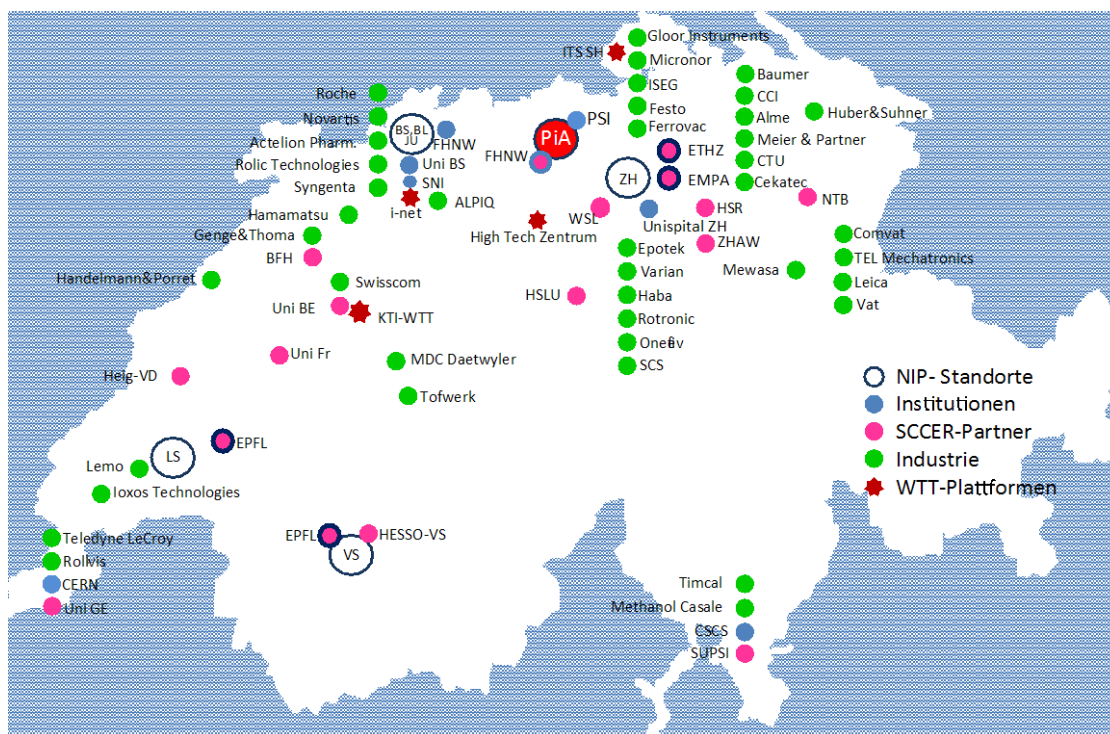 Gloor Instruments
ITS SH
Micronor
ISEG
Festo
Ferrovac
Baumer
CCI
Alme
Meier & Partner
CTU
Cekatec
Huber&Suhner
Roche
Novartis
Actelion Pharm.
Rolic Technologies
Syngenta
BS, BL
JU
FHNW
Uni BS
SNI
i-net
ALPIQ
PiA
PSI
FHNW
ETHZ
EMPA
ZH
WSL
Unispital ZH
High Tech Zentrum
HSR
ZHAW
NTB
Hamamatsu
Genge&Thoma
BFH
Handelmann&Porret
Swisscom
Uni BE
KTI-WTT
HSLU
Epotek
Varian
Haba
Rotronic
SCS
Mewasa
Comvat
TEL Mechatronics
Leica
Vat
Uni Fr
MDC Daetwyler
Heig-VD
Tofwerk
NIP- Standorte
Institutionen
SCCER-Partner
Industrie
WTT-Plattformen
EPFL
LS
Lemo
Ioxos Technologies
EPFL
HESSO-VS
VS
Teledyne LeCroy
Rollvis
CERN
Uni GE
Timcal
Methanol Casale
CSCS
SUPSI